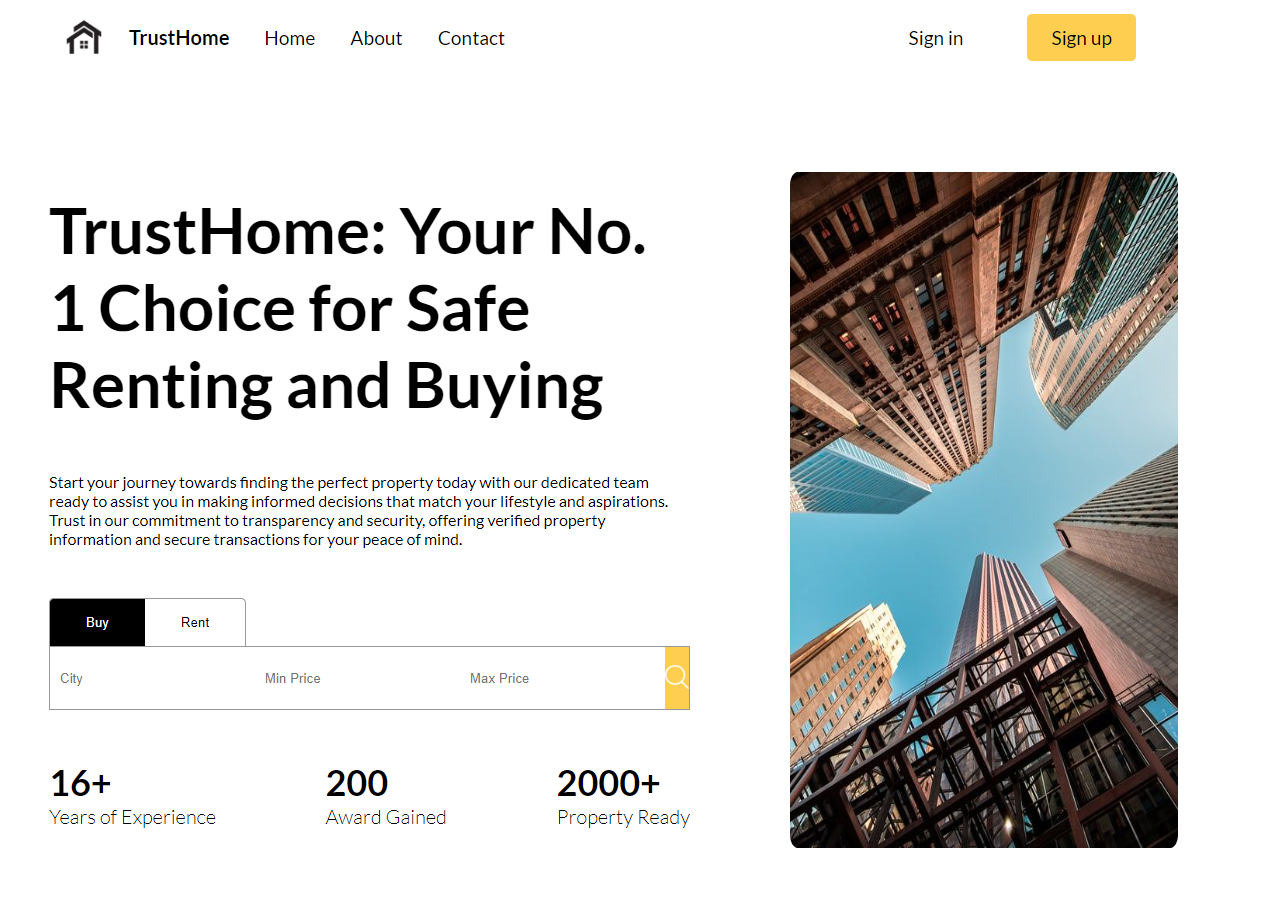 TrustHome Home About Contact Sign in Sign up
TrustHome: Your No.
1 Choice for Safe
Renting and Buying
Start your journey towards finding the perfect property today with our dedicated team
ready to assist you in making informed decisions that match your lifestyle and aspirations.
Trust in our commitment to transparency and security, offering verified property
information and secure transactions for your peace of mind.
Buy Rent
City Min Price Max Price
16+ 200 2000+
Years of Experience Award Gained Property Ready